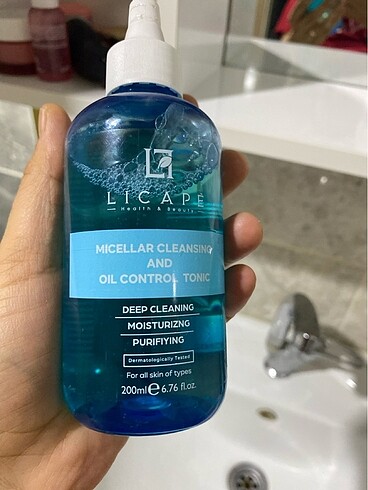 LICAPE
Health & Beauty
MICELLAR CLEANSING
AND
OIL CONTROL TONIC
DEEP CLEANING
MOISTURIZNG
PURIFIYING
Dermatologically Tested
For all skin of types
200ml e 6.76 fl.oz.